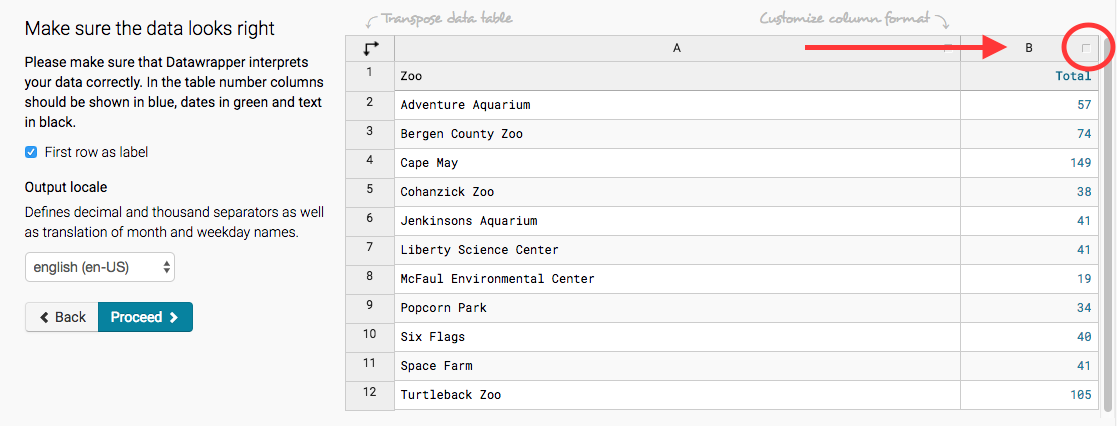 Make sure the data looks right
Please make sure that Datawrapper interprets
your data correctly. In the table number columns
should be shown in blue, dates in green and text
in black.
First row as label
Output locale
Defines decimal and thousand separators as well
as translation of month and weekday names.
english (en-US)
Back Proceed
Transpose data table Customize column format
A B
1 Zoo Total
2 Adventure Aquarium 57
3 Bergen County Zoo 74
4 Cape May 149
5 Cohanzick Zoo 38
6 Jenkinsons Aquarium 41
7 Liberty Science Center 41
8 McFaul Environmental Center 19
9 Popcorn Park 34
10 Six Flags 40
11 Space Farm 41
12 Turtleback Zoo 105